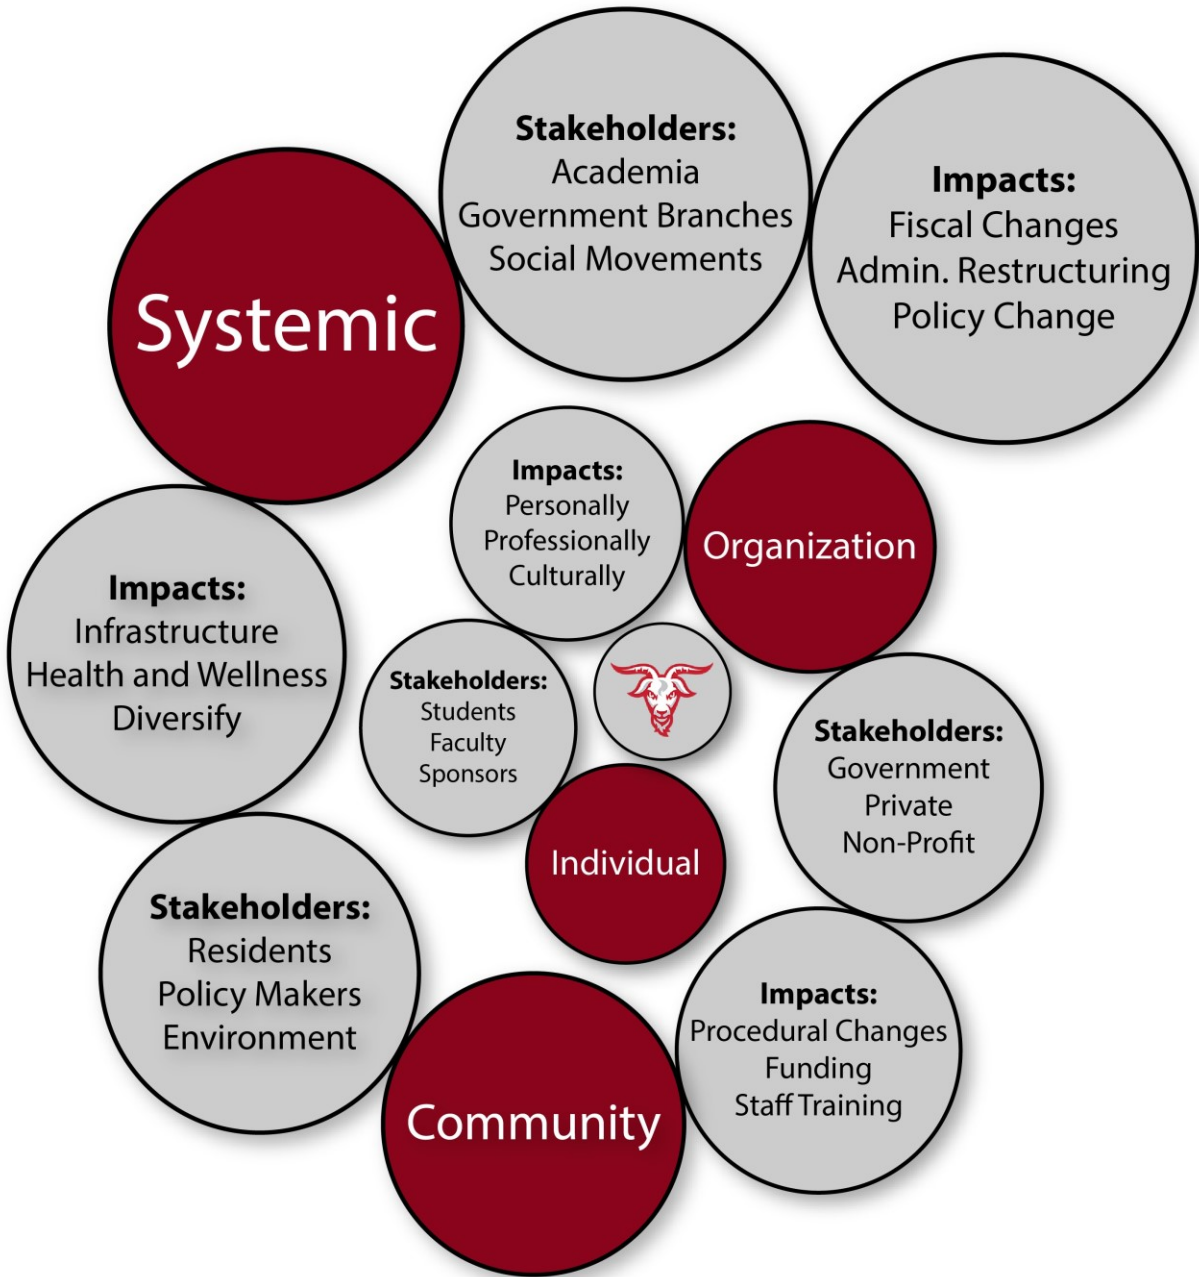 Stakeholders:
Academia
Government Branches
Social Movements
Impacts:
Fiscal Changes
Admin. Restructuring
Policy Change
Systemic
Impacts:
Personally
Professionally
Culturally
Organization
Impacts:
Infrastructure
Health and Wellness
Diversify
Stakeholders:
Students
Faculty
Sponsors
Stakeholders:
Government
Private
Non-Profit
Individual
Stakeholders:
Residents
Policy Makers
Environment
Impacts:
Procedural Changes
Funding
Staff Training
Community